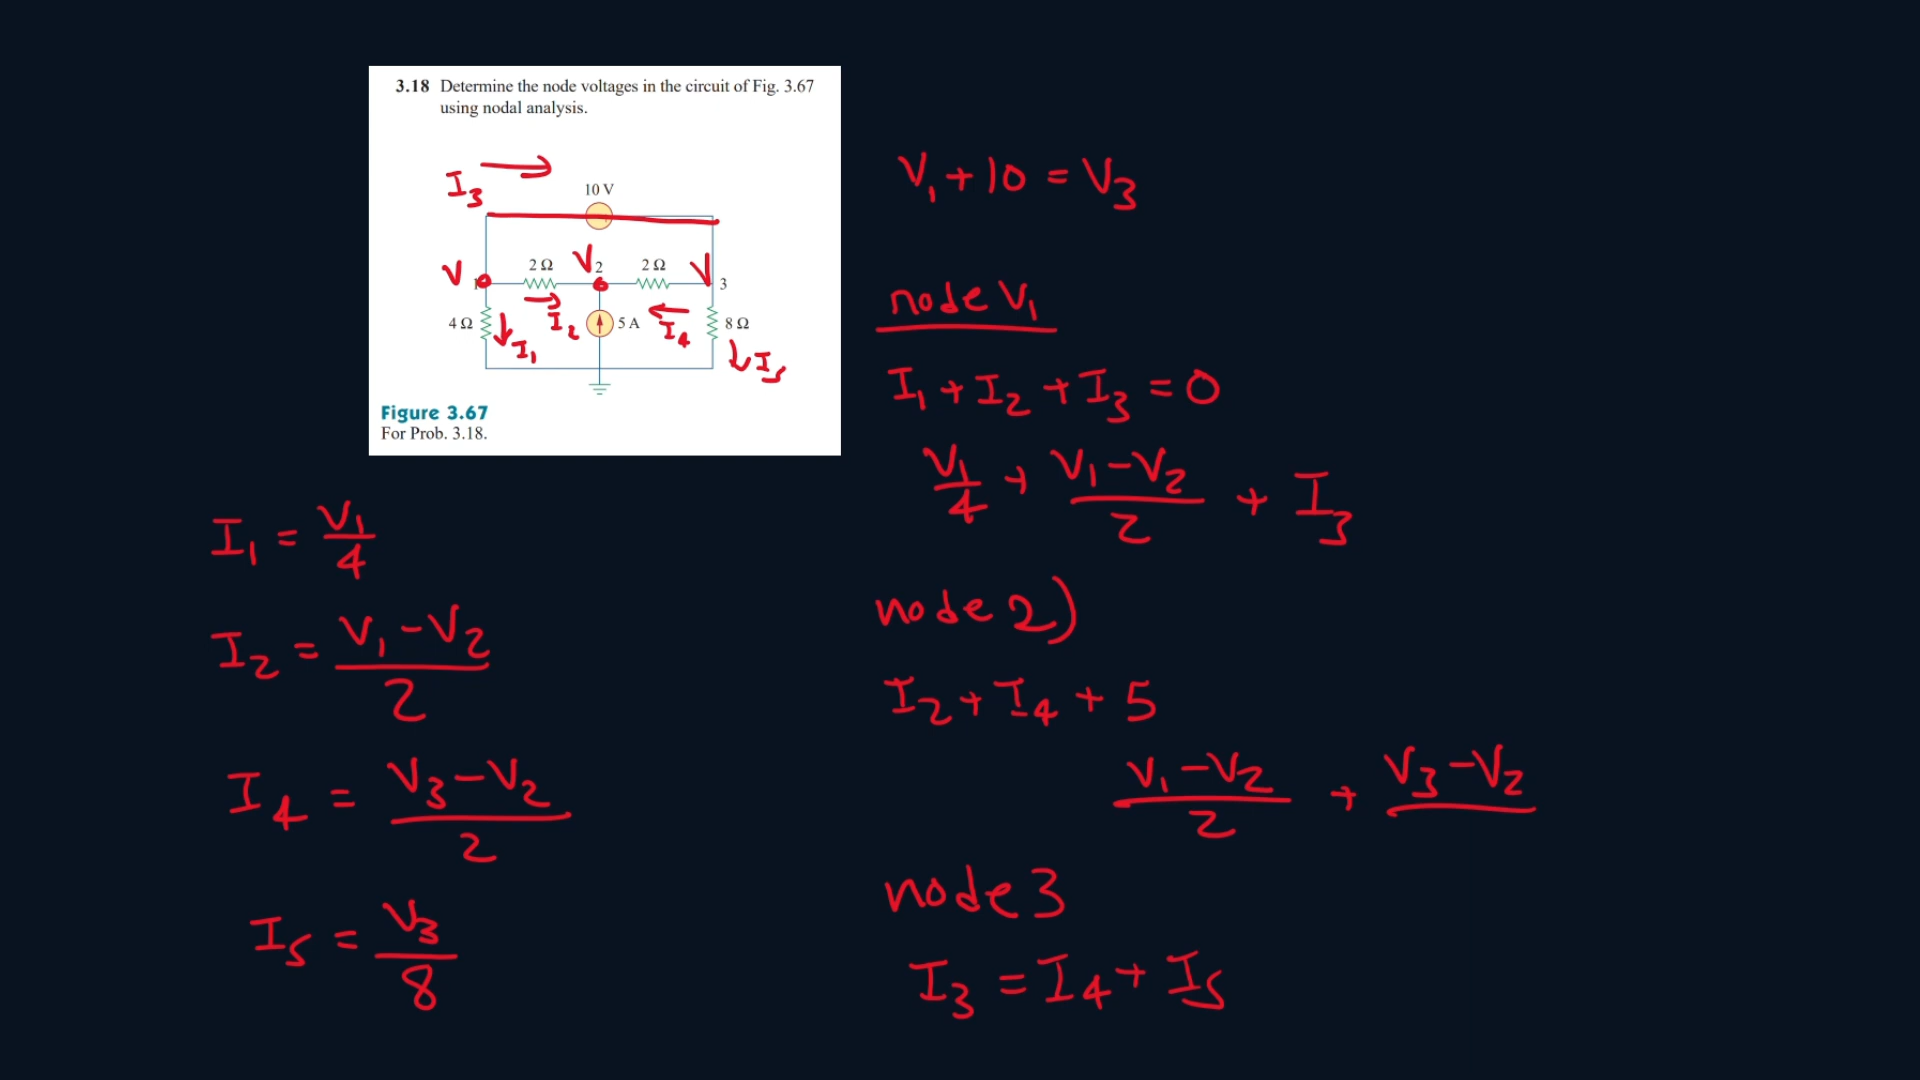 3.18 Determine the node voltages in the circuit of Fig. 3.67
using nodal analysis.
I3
10 V
V1
2 Ω
V2
2 Ω
V3
4 Ω
I1
I2
5 A
I4
8 Ω
I5
Figure 3.67
For Prob. 3.18.
I1 = V1/4
I2 = V1-V2/2
I4 = V3-V2/2
I5 = V3/8
V1 + 10 = V3
node V1
I1 + I2 + I3 = 0
V1/4 + V1-V2/2 + I3
node 2)
I2 + I4 + 5
V1-V2/2 + V3-V2
node 3
I3 = I4 + I5